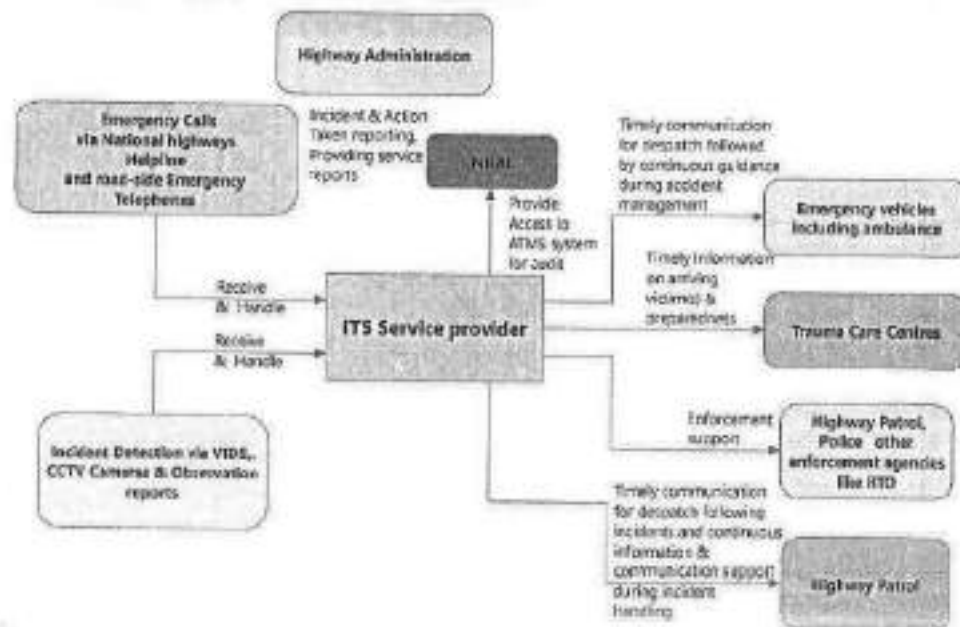 Highway Administration
Emergency Calls
via National highways
Helpline
and road-side Emergency
Telephones
Incident & Action
Taken reporting,
Providing service
reports
NHAI
Provide
Access to
ATMS system
for audit
Timely communication
for despatch followed
by continuous guidance
during accident
management
Emergency vehicles
including ambulance
Receive
& Handle
ITS Service provider
Timely Information
on arriving
victim(s) &
preparedness
Trauma Care Centres
Receive
& Handle
Incident Detection via VIDS,
CCTV Cameras & Observation
reports
Enforcement
support
Highway Patrol,
Police other
enforcement agencies
like RTO
Timely communication
for despatch following
incidents and continuous
information &
communication support
during incident
handling
Highway Patrol